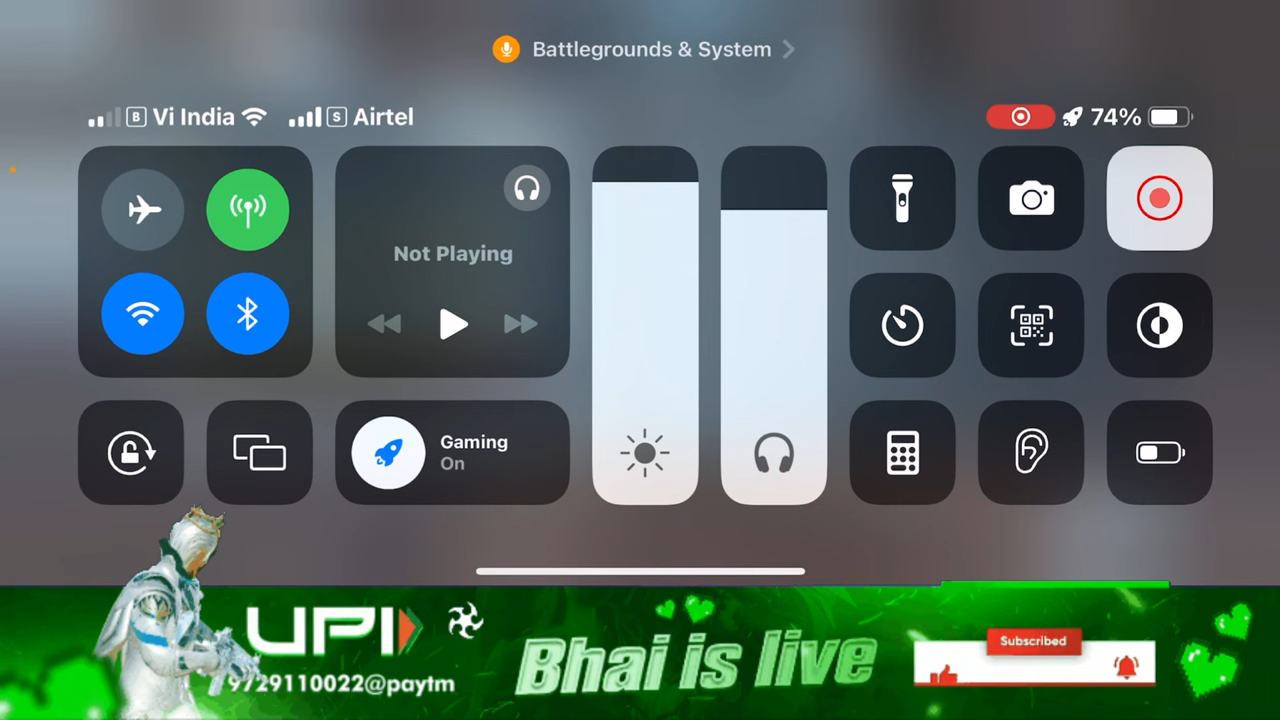 Battlegrounds & System
B Vi India S Airtel 74%
Not Playing
Gaming
On
UPI
9729110022@paytm
Bhai is live
Subscribed